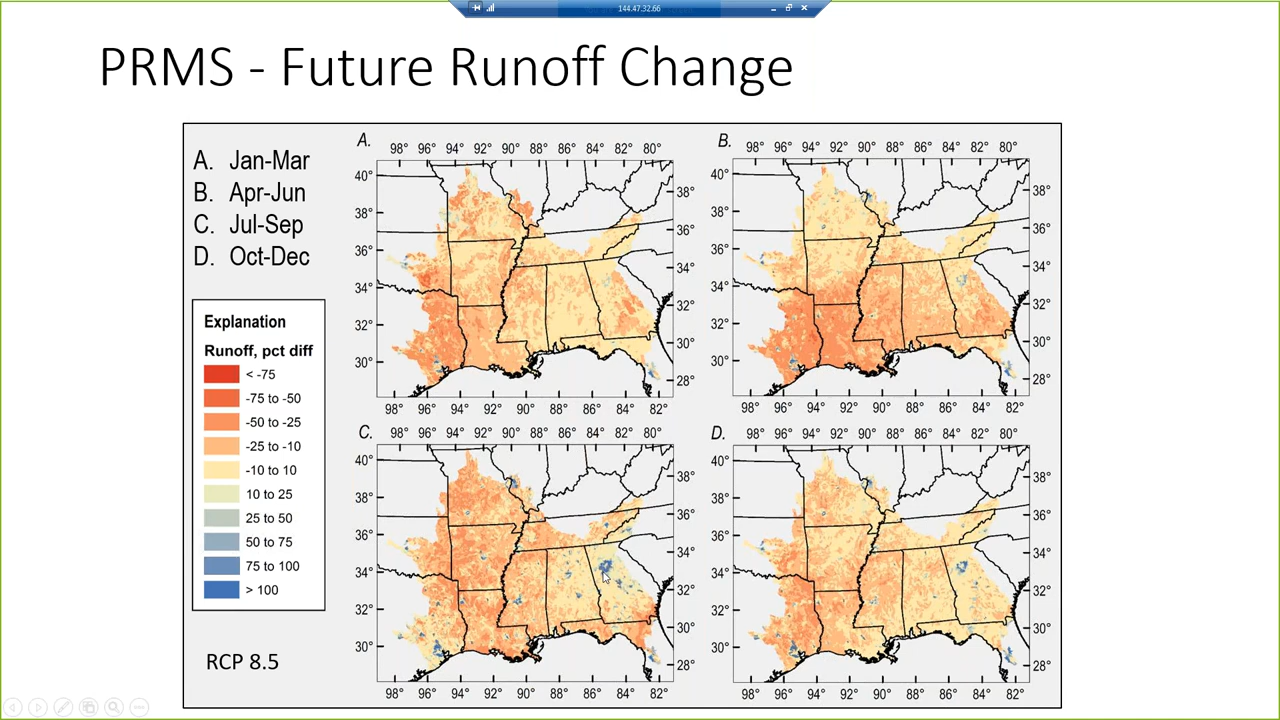 144.47.32.66
PRMS - Future Runoff Change
A. Jan-Mar
B. Apr-Jun
C. Jul-Sep
D. Oct-Dec
Explanation
Runoff, pct diff
< -75
-75 to -50
-50 to -25
-25 to -10
-10 to 10
10 to 25
25 to 50
50 to 75
75 to 100
> 100
RCP 8.5
A.
98° 96° 94° 92° 90° 88° 86° 84° 82° 80°
40°
38°
36°
34°
32°
30°
38°
36°
34°
32°
30°
28°
98° 96° 94° 92° 90° 88° 86° 84° 82°
B.
98° 96° 94° 92° 90° 88° 86° 84° 82° 80°
40°
38°
36°
34°
32°
30°
38°
36°
34°
32°
30°
28°
98° 96° 94° 92° 90° 88° 86° 84° 82°
C.
98° 96° 94° 92° 90° 88° 86° 84° 82° 80°
40°
38°
36°
34°
32°
30°
38°
36°
34°
32°
30°
28°
98° 96° 94° 92° 90° 88° 86° 84° 82°
D.
98° 96° 94° 92° 90° 88° 86° 84° 82° 80°
40°
38°
36°
34°
32°
30°
38°
36°
34°
32°
30°
28°
98° 96° 94° 92° 90° 88° 86° 84° 82°